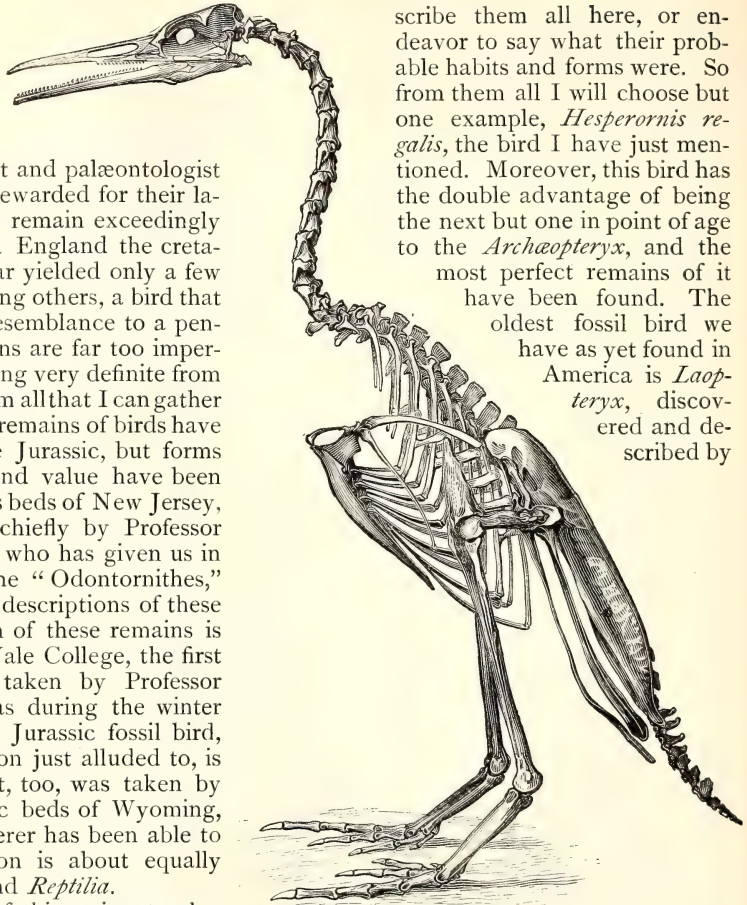 t and palæontologist
ewarded for their la-
remain exceedingly
England the creta-
ar yielded only a few
ng others, a bird that
esemblance to a pen-
ns are far too imper-
ng very definite from
m all that I can gather
remains of birds have
e Jurassic, but forms
nd value have been
s beds of New Jersey,
chiefly by Professor
who has given us in
he “Odontornithes,”
descriptions of these
n of these remains is
Yale College, the first
taken by Professor
as during the winter
Jurassic fossil bird,
on just alluded to, is
t, too, was taken by
c beds of Wyoming,
erer has been able to
on is about equally
nd Reptilia.
scribe them all here, or en-
deavor to say what their prob-
able habits and forms were. So
from them all I will choose but
one example, Hesperornis re-
galis, the bird I have just men-
tioned. Moreover, this bird has
the double advantage of being
the next but one in point of age
to the Archæopteryx, and the
most perfect remains of it
have been found. The
oldest fossil bird we
have as yet found in
America is Laop-
teryx, discov-
ered and de-
scribed by